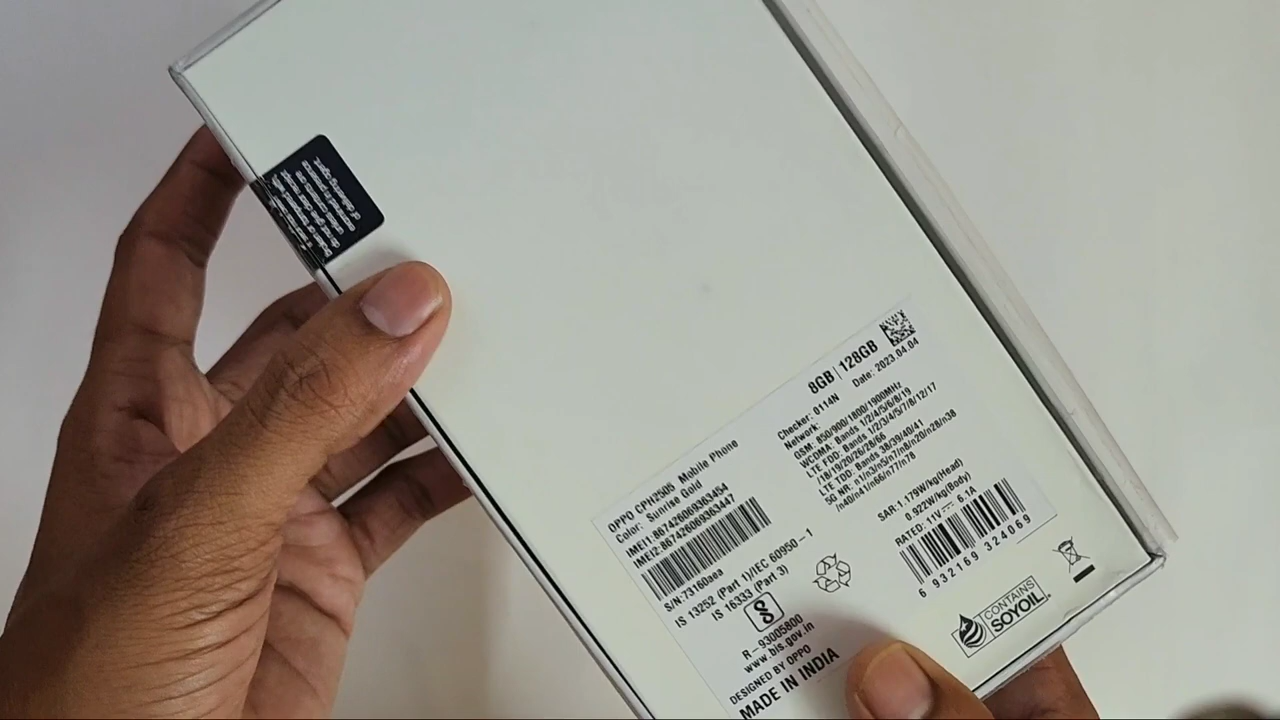 8GB | 128GB
OPPO CPH2505 Mobile Phone
Color: Sunrise Gold
IMEI1:867426069363454
IMEI2:867426069363447
S/N:73160aea
IS 13252 (Part 1)/IEC 60950-1
IS 16333 (Part 3)
R-93005800
www.bis.gov.in
DESIGNED BY OPPO
MADE IN INDIA
Checker: 0114N Date: 2023.04.04
Network:
GSM: 850/900/1800/1900MHz
WCDMA: Bands 1/2/4/5/6/8/19
LTE FDD: Bands 1/2/3/4/5/7/8/12/17
/18/19/20/26/28/66
LTE TDD: Bands 38/39/40/41
5G NR: n1/n3/n5/n7/n8/n20/n28/n38
/n40/n41/n66/n77/n78
SAR: 1.179W/kg(Head)
0.922W/kg(Body)
RATED: 11V 6.1A
6 932169 324069
CONTAINS
SOYOIL